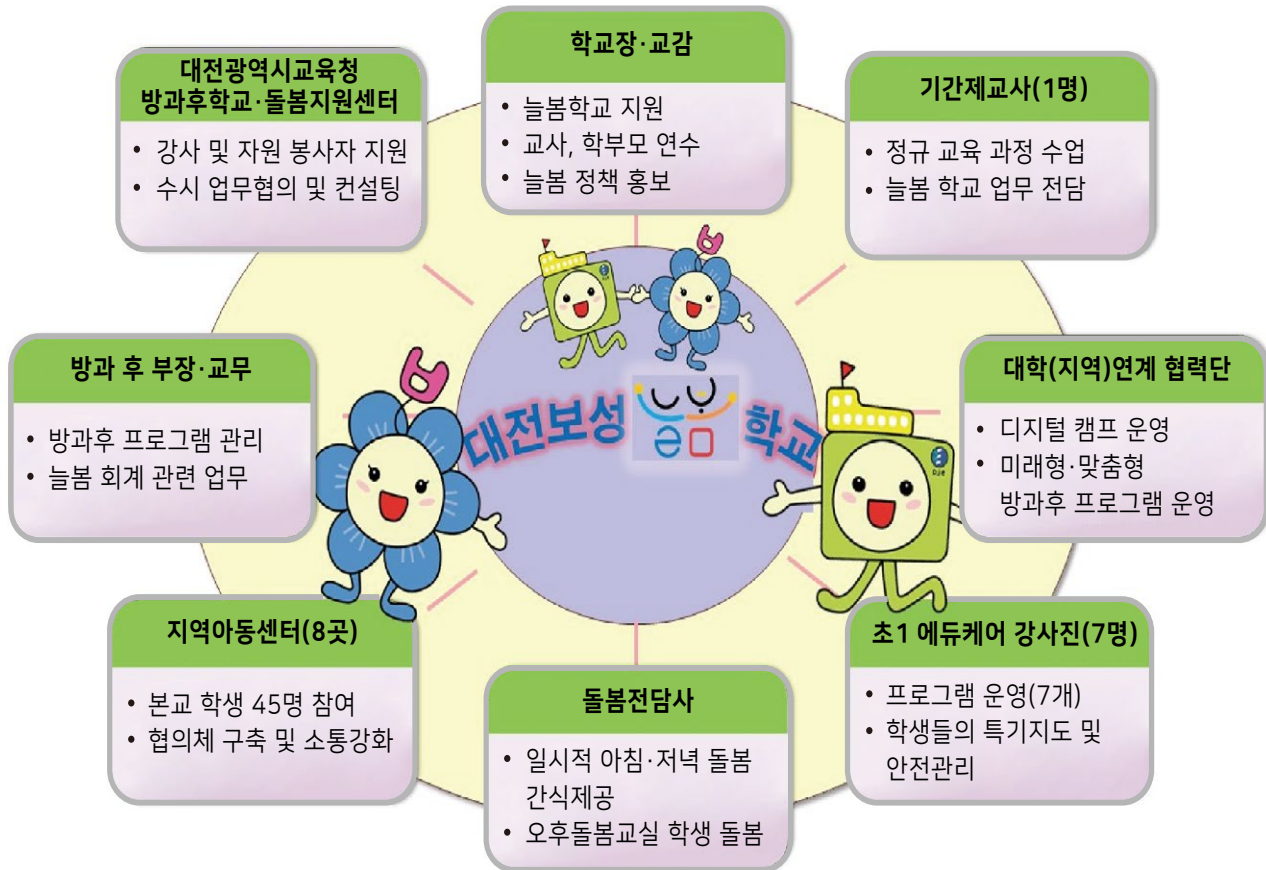 학교장·교감
• 늘봄학교 지원
• 교사, 학부모 연수
• 늘봄 정책 홍보
대전광역시교육청
방과후학교·돌봄지원센터
• 강사 및 자원 봉사자 지원
• 수시 업무협의 및 컨설팅
기간제교사(1명)
• 정규 교육 과정 수업
• 늘봄 학교 업무 전담
방과 후 부장·교무
• 방과후 프로그램 관리
• 늘봄 회계 관련 업무
대전보성 늘봄 학교
대학(지역)연계 협력단
• 디지털 캠프 운영
• 미래형·맞춤형
방과후 프로그램 운영
지역아동센터(8곳)
• 본교 학생 45명 참여
• 협의체 구축 및 소통강화
돌봄전담사
• 일시적 아침·저녁 돌봄
간식제공
• 오후돌봄교실 학생 돌봄
초1 에듀케어 강사진(7명)
• 프로그램 운영(7개)
• 학생들의 특기지도 및
안전관리